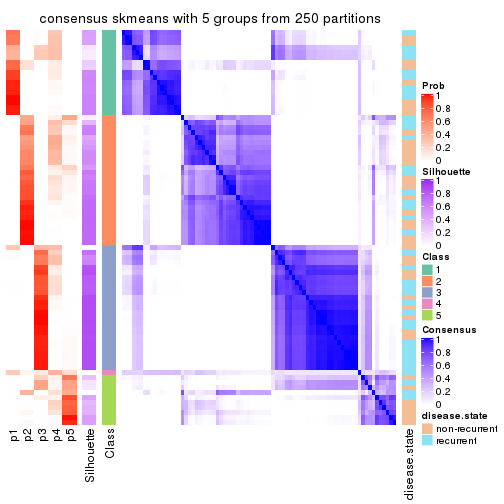 consensus skmeans with 5 groups from 250 partitions
p1
p2
p3
p4
p5
Silhouette
Class
disease.state
Prob
1
0.8
0.6
0.4
0.2
0
Silhouette
1
0.8
0.6
0.4
0.2
0
Class
1
2
3
4
5
Consensus
1
0.8
0.6
0.4
0.2
0
disease.state
non-recurrent
recurrent